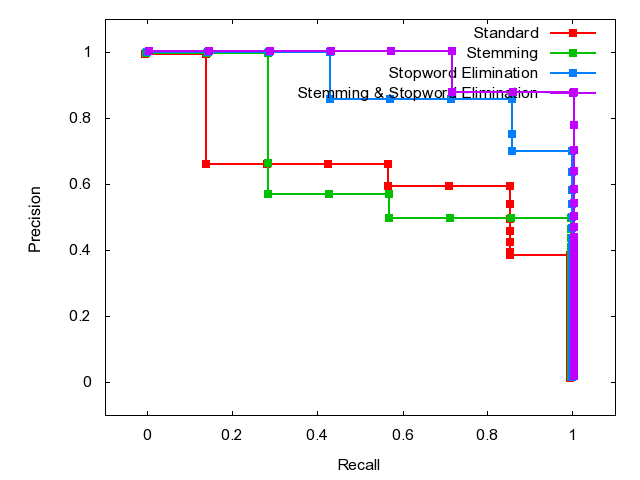 Standard
Stemming
Stopword Elimination
Stemming & Stopword Elimination
1
0.8
0.6
0.4
0.2
0
Precision
0 0.2 0.4 0.6 0.8 1
Recall